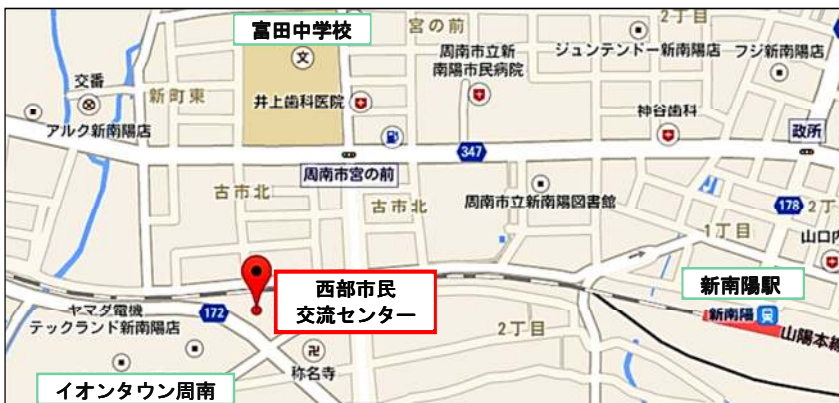 富田中学校
宮の前
2丁目
周南市立新
南陽市民病院
ジュンテンドー新南陽店
フジ新南陽店
交番
文
新町東
井上歯科医院
神谷歯科
アルク新南陽店
347
政所
周南市宮の前
古市北
古市北
周南市立新南陽図書館
178
2丁
1丁目
山口内
西部市民
交流センター
新南陽駅
ヤマダ電機
テックランド新南陽店
172
2丁目
新南陽
山陽本線
称名寺
イオンタウン周南